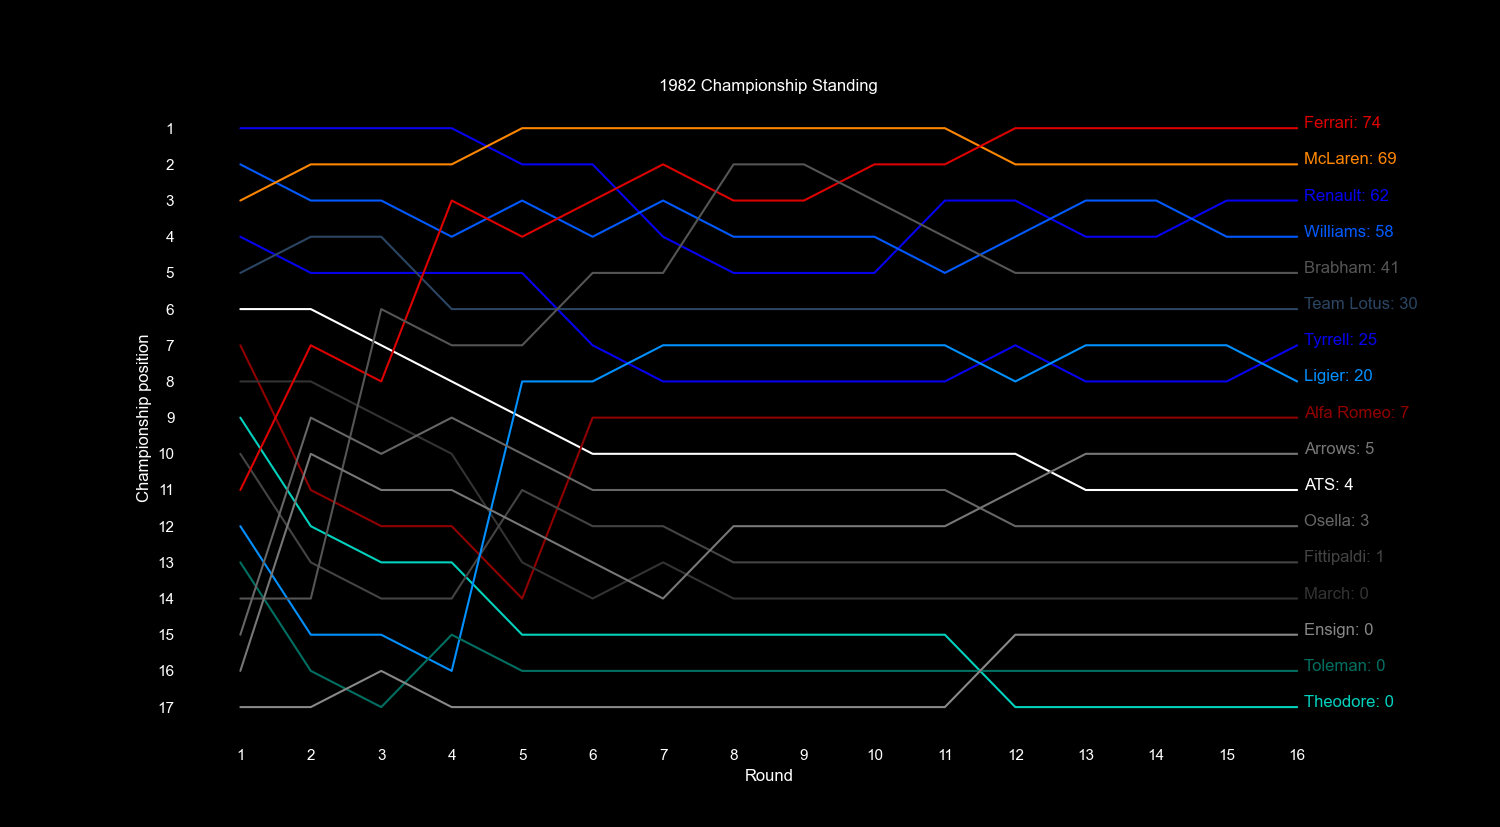 1982 Championship Standing
Championship position
1
2
3
4
5
6
7
8
9
10
11
12
13
14
15
16
17
Ferrari: 74
McLaren: 69
Renault: 62
Williams: 58
Brabham: 41
Team Lotus: 30
Tyrrell: 25
Ligier: 20
Alfa Romeo: 7
Arrows: 5
ATS: 4
Osella: 3
Fittipaldi: 1
March: 0
Ensign: 0
Toleman: 0
Theodore: 0
1 2 3 4 5 6 7 8 9 10 11 12 13 14 15 16
Round